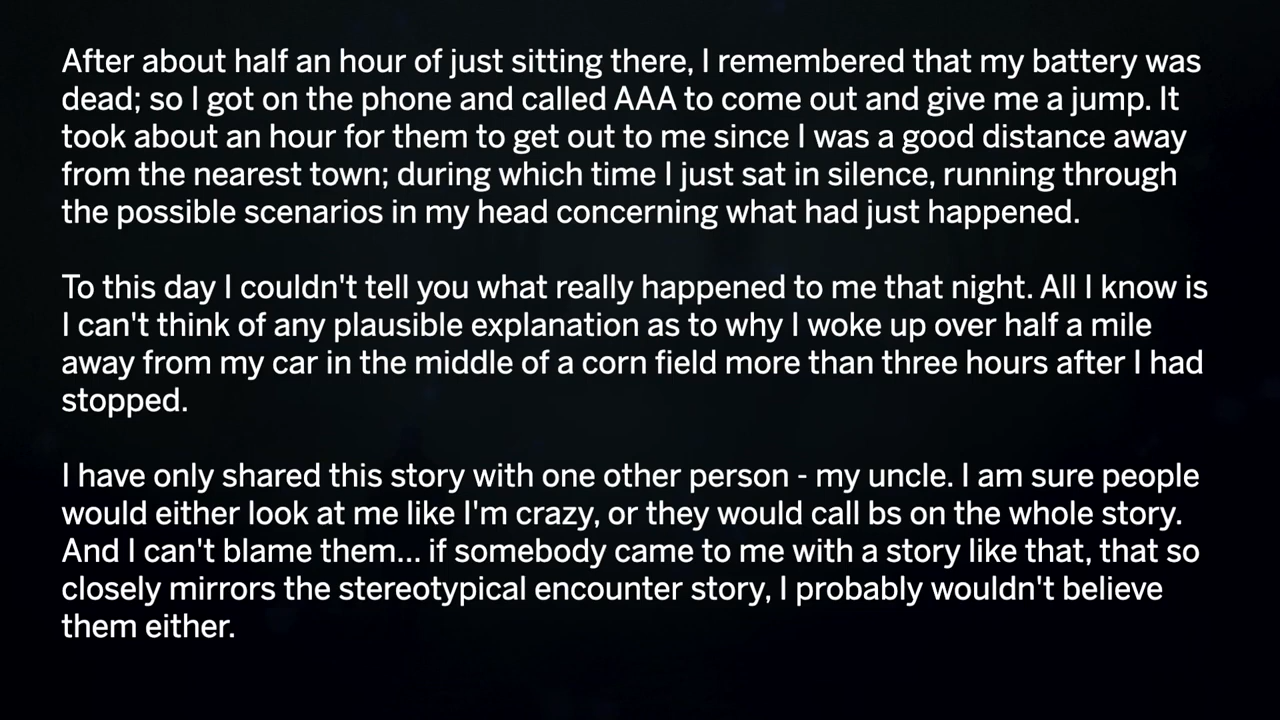 After about half an hour of just sitting there, I remembered that my battery was
dead; so I got on the phone and called AAA to come out and give me a jump. It
took about an hour for them to get out to me since I was a good distance away
from the nearest town; during which time I just sat in silence, running through
the possible scenarios in my head concerning what had just happened.
To this day I couldn't tell you what really happened to me that night. All I know is
I can't think of any plausible explanation as to why I woke up over half a mile
away from my car in the middle of a corn field more than three hours after I had
stopped.
I have only shared this story with one other person - my uncle. I am sure people
would either look at me like I'm crazy, or they would call bs on the whole story.
And I can't blame them... if somebody came to me with a story like that, that so
closely mirrors the stereotypical encounter story, I probably wouldn't believe
them either.